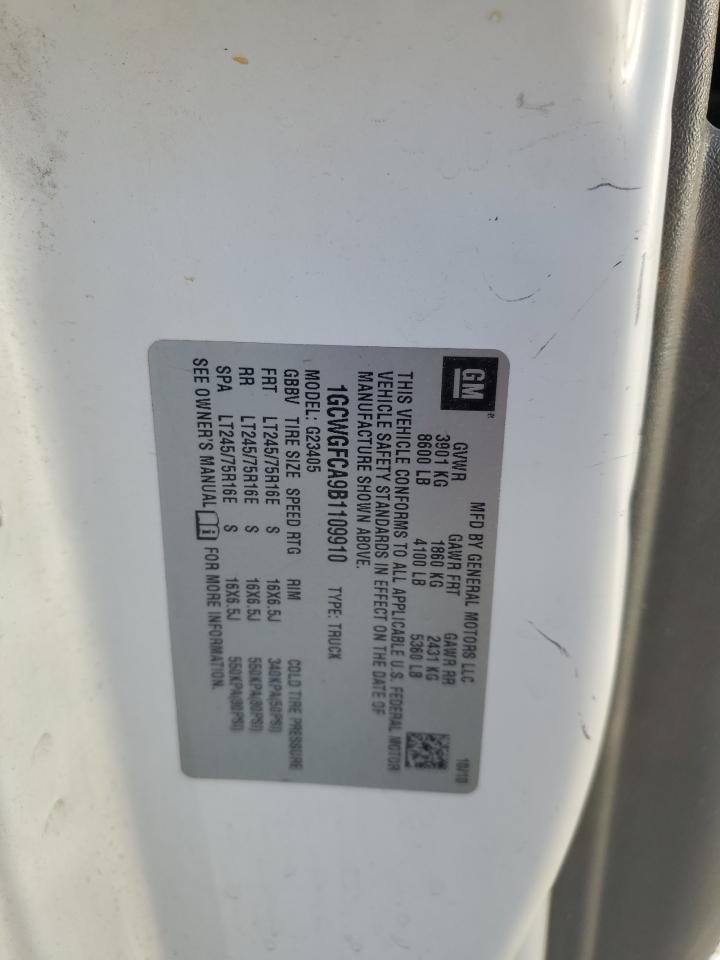 GM
®
MFD BY GENERAL MOTORS LLC 10/10
GVWR GAWR FRT GAWR RR
3901 KG 1860 KG 2431 KG
8600 LB 4100 LB 5360 LB
THIS VEHICLE CONFORMS TO ALL APPLICABLE U.S. FEDERAL MOTOR
VEHICLE SAFETY STANDARDS IN EFFECT ON THE DATE OF
MANUFACTURE SHOWN ABOVE.
1GCWGFCA9B1109910 TYPE: TRUCK
MODEL: G23405
GBBV TIRE SIZE SPEED RTG RIM COLD TIRE PRESSURE
FRT LT245/75R16E S 16X6.5J 340KPA(50PSI)
RR LT245/75R16E S 16X6.5J 550KPA(80PSI)
SPA LT245/75R16E S 16X6.5J 550KPA(80PSI)
SEE OWNER'S MANUAL FOR MORE INFORMATION.